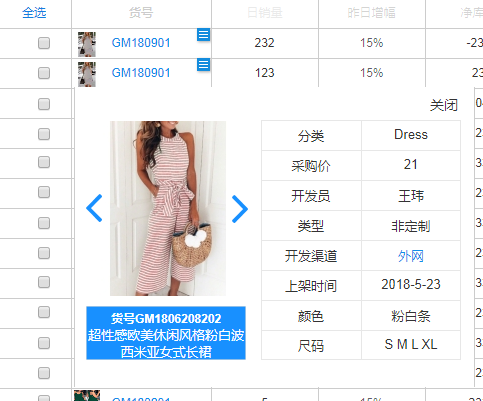 全选 货号 日销量 昨日增幅 净库
GM180901 232 15% -23
GM180901 123 15% 23
关闭
分类 Dress
采购价 21
开发员 王玮
类型 非定制
开发渠道 外网
上架时间 2018-5-23
颜色 粉白条
尺码 S M L XL
货号GM1806208202
超性感欧美休闲风格粉白波
西米亚女式长裙